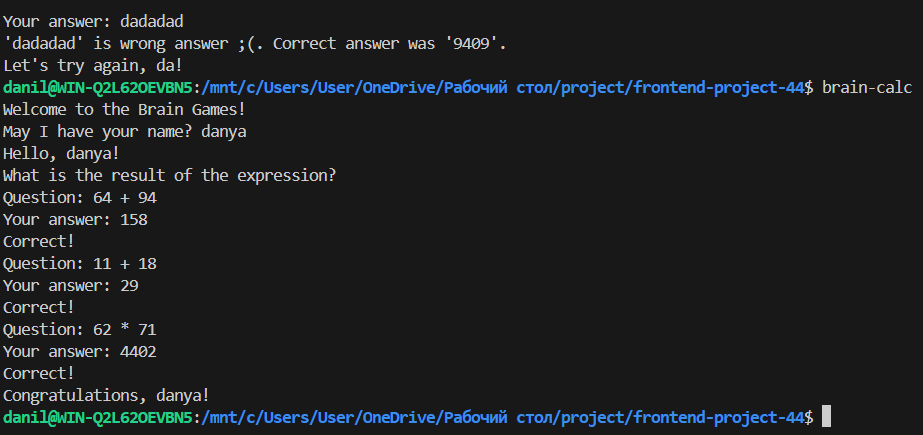 Your answer: dadadad
'dadadad' is wrong answer ;(. Correct answer was '9409'.
Let's try again, da!
danil@WIN-Q2L62OEVBN5:/mnt/c/Users/User/OneDrive/Рабочий стол/project/frontend-project-44$ brain-calc
Welcome to the Brain Games!
May I have your name? danya
Hello, danya!
What is the result of the expression?
Question: 64 + 94
Your answer: 158
Correct!
Question: 11 + 18
Your answer: 29
Correct!
Question: 62 * 71
Your answer: 4402
Correct!
Congratulations, danya!
danil@WIN-Q2L62OEVBN5:/mnt/c/Users/User/OneDrive/Рабочий стол/project/frontend-project-44$